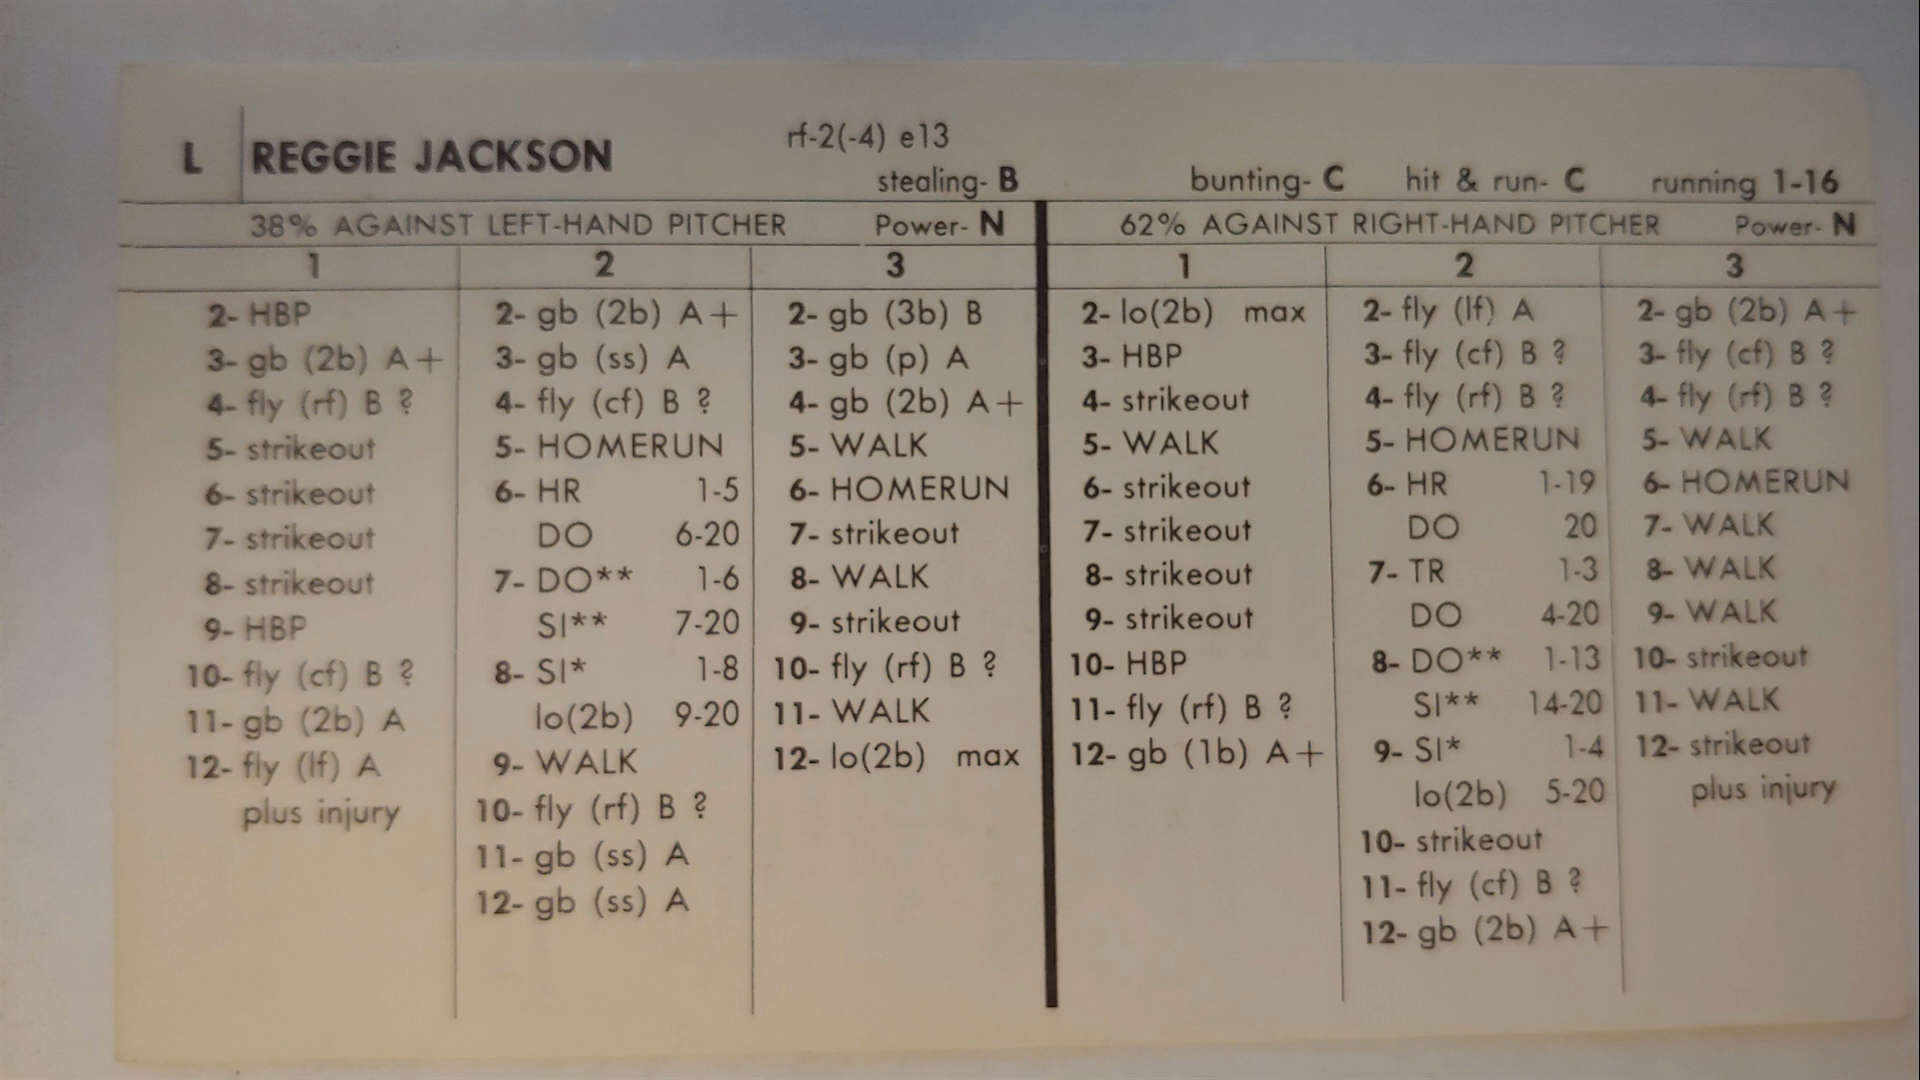 L REGGIE JACKSON rf-2(-4) e13
stealing- B bunting- C hit & run- C running 1-16
38% AGAINST LEFT-HAND PITCHER Power- N 62% AGAINST RIGHT-HAND PITCHER Power- N
1 2 3 1 2 3
2- HBP
3- gb (2b) A+
4- fly (rf) B ?
5- strikeout
6- strikeout
7- strikeout
8- strikeout
9- HBP
10- fly (cf) B ?
11- gb (2b) A
12- fly (lf) A
plus injury
2- gb (2b) A+
3- gb (ss) A
4- fly (cf) B ?
5- HOMERUN
6- HR 1-5
DO 6-20
7- DO** 1-6
SI** 7-20
8- SI* 1-8
lo(2b) 9-20
9- WALK
10- fly (rf) B ?
11- gb (ss) A
12- gb (ss) A
2- gb (3b) B
3- gb (p) A
4- gb (2b) A+
5- WALK
6- HOMERUN
7- strikeout
8- WALK
9- strikeout
10- fly (rf) B ?
11- WALK
12- lo(2b) max
2- lo(2b) max
3- HBP
4- strikeout
5- WALK
6- strikeout
7- strikeout
8- strikeout
9- strikeout
10- HBP
11- fly (rf) B ?
12- gb (1b) A+
2- fly (lf) A
3- fly (cf) B ?
4- fly (rf) B ?
5- HOMERUN
6- HR 1-19
DO 20
7- TR 1-3
DO 4-20
8- DO** 1-13
SI** 14-20
9- SI* 1-4
lo(2b) 5-20
10- strikeout
11- fly (cf) B ?
12- gb (2b) A+
2- gb (2b) A+
3- fly (cf) B ?
4- fly (rf) B ?
5- WALK
6- HOMERUN
7- WALK
8- WALK
9- WALK
10- strikeout
11- WALK
12- strikeout
plus injury